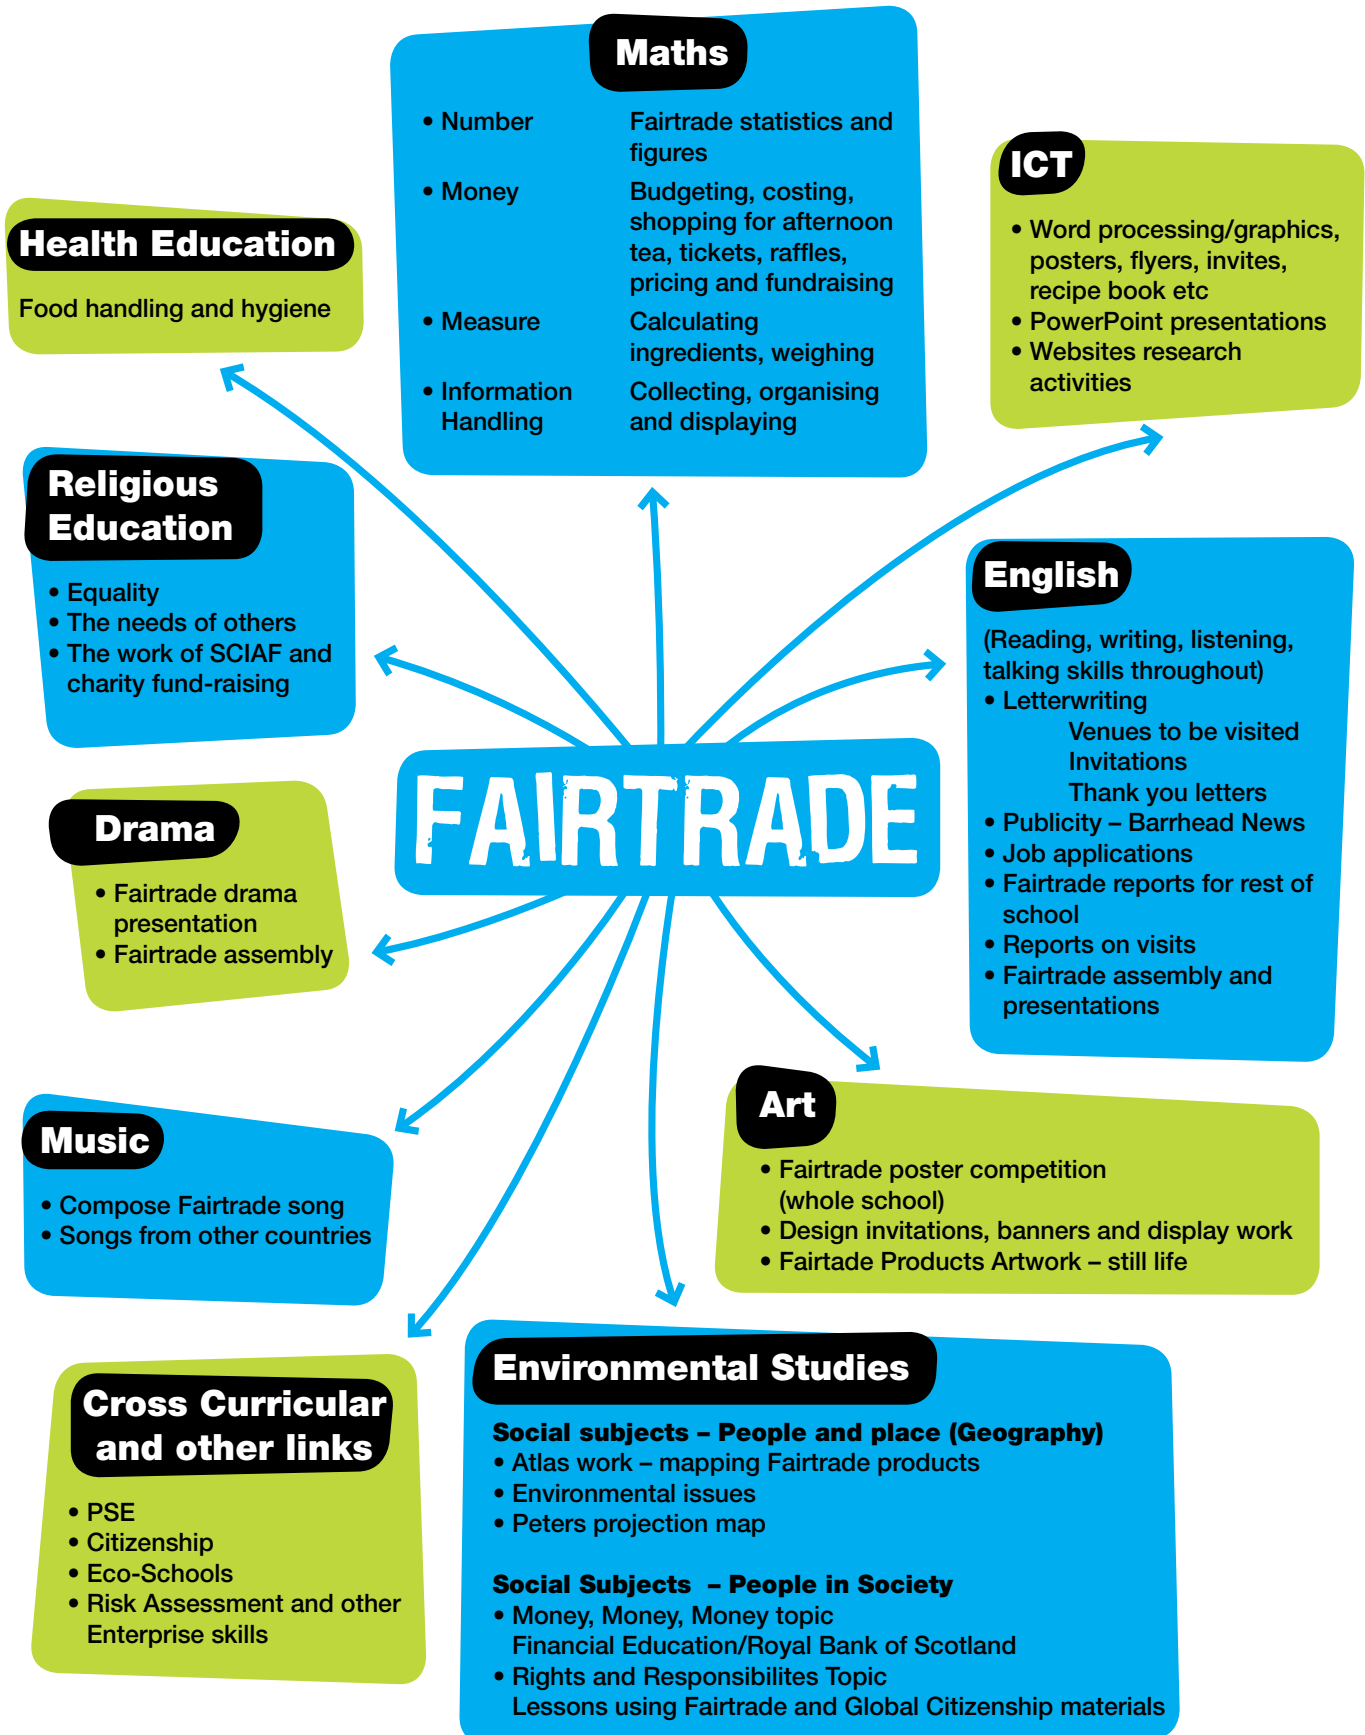 Maths
• Number Fairtrade statistics and
figures
• Money Budgeting, costing,
shopping for afternoon
tea, tickets, raffles,
pricing and fundraising
• Measure Calculating
ingredients, weighing
• Information Collecting, organising
Handling and displaying
ICT
• Word processing/graphics,
posters, flyers, invites,
recipe book etc
• PowerPoint presentations
• Websites research
activities
Health Education
Food handling and hygiene
Religious
Education
• Equality
• The needs of others
• The work of SCIAF and
charity fund-raising
English
(Reading, writing, listening,
talking skills throughout)
• Letterwriting
Venues to be visited
Invitations
Thank you letters
• Publicity – Barrhead News
• Job applications
• Fairtrade reports for rest of
school
• Reports on visits
• Fairtrade assembly and
presentations
FAIRTRADE
Drama
• Fairtrade drama
presentation
• Fairtrade assembly
Art
• Fairtrade poster competition
(whole school)
• Design invitations, banners and display work
• Fairtade Products Artwork – still life
Music
• Compose Fairtrade song
• Songs from other countries
Cross Curricular
and other links
• PSE
• Citizenship
• Eco-Schools
• Risk Assessment and other
Enterprise skills
Environmental Studies
Social subjects – People and place (Geography)
• Atlas work – mapping Fairtrade products
• Environmental issues
• Peters projection map
Social Subjects – People in Society
• Money, Money, Money topic
Financial Education/Royal Bank of Scotland
• Rights and Responsibilites Topic
Lessons using Fairtrade and Global Citizenship materials